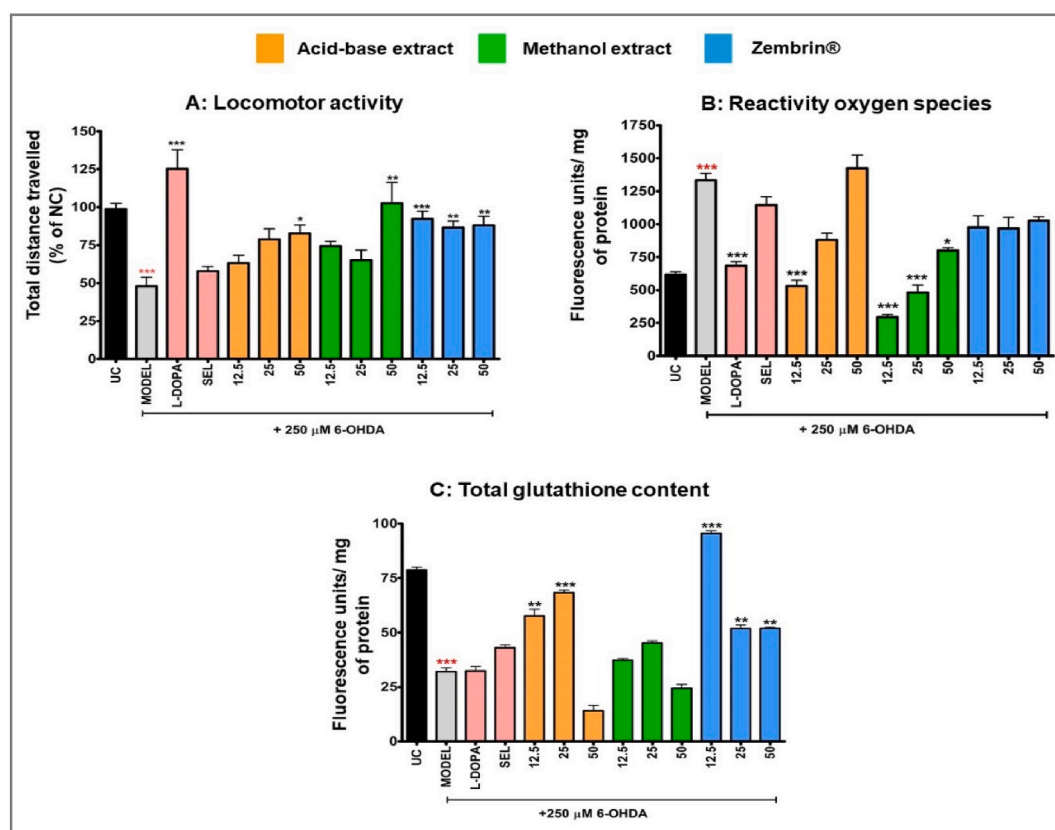 Acid-base extract Methanol extract Zembrin®
A: Locomotor activity
Total distance travelled
(% of NC)
150
125
100
75
50
25
0
***
***
*
**
***
**
**
UC MODEL L-DOPA SEL 12.5 25 50 12.5 25 50 12.5 25 50
+ 250 µM 6-OHDA
B: Reactivity oxygen species
Fluorescence units/ mg
of protein
1750
1500
1250
1000
750
500
250
0
***
***
***
***
***
*
UC MODEL L-DOPA SEL 12.5 25 50 12.5 25 50 12.5 25 50
+ 250 µM 6-OHDA
C: Total glutathione content
Fluorescence units/ mg
of protein
100
75
50
25
0
***
**
***
***
**
**
UC MODEL L-DOPA SEL 12.5 25 50 12.5 25 50 12.5 25 50
+250 µM 6-OHDA